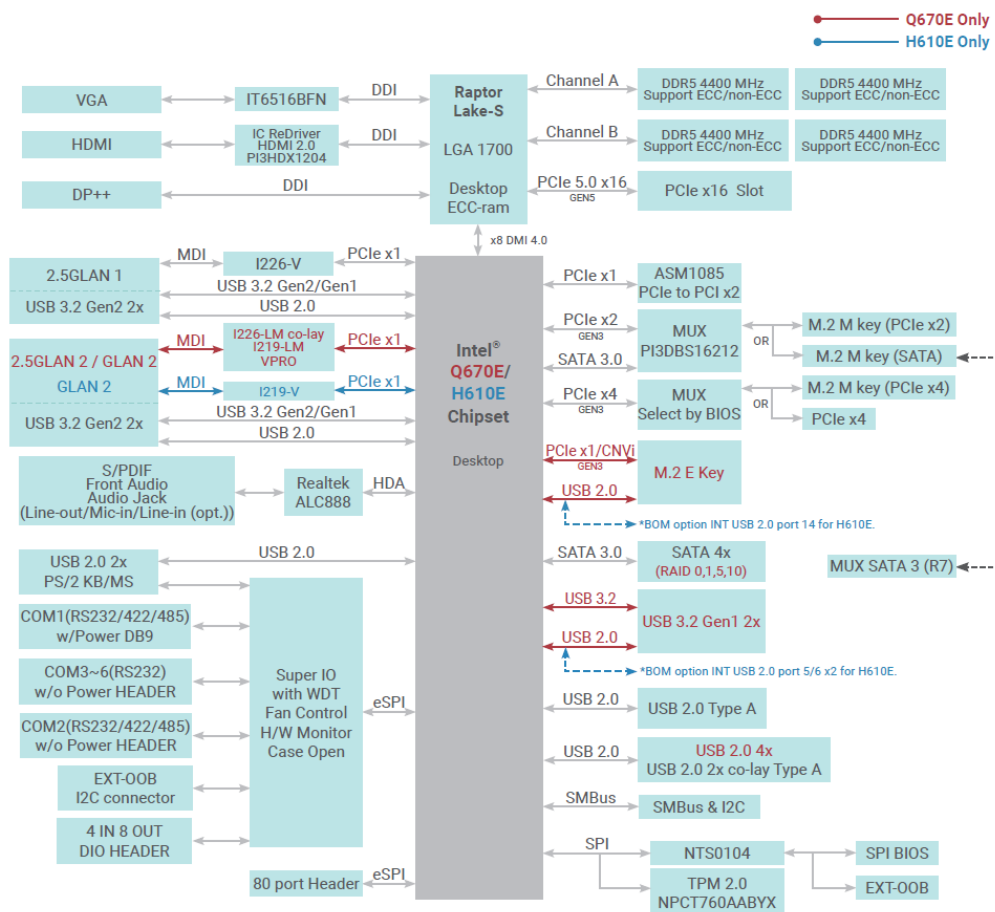 Q670E Only
H610E Only
VGA
IT6516BFN
DDI
HDMI
IC ReDriver
HDMI 2.0
PI3HDX1204
DDI
DP++
DDI
Raptor
Lake-S
LGA 1700
Desktop
ECC-ram
Channel A
DDR5 4400 MHz
Support ECC/non-ECC
DDR5 4400 MHz
Support ECC/non-ECC
Channel B
DDR5 4400 MHz
Support ECC/non-ECC
DDR5 4400 MHz
Support ECC/non-ECC
PCIe 5.0 x16
GEN5
PCIe x16 Slot
x8 DMI 4.0
2.5GLAN 1
USB 3.2 Gen2 2x
MDI
I226-V
PCIe x1
USB 3.2 Gen2/Gen1
USB 2.0
2.5GLAN 2 / GLAN 2
GLAN 2
USB 3.2 Gen2 2x
MDI
I226-LM co-lay
I219-LM
VPRO
PCIe x1
MDI
I219-V
PCIe x1
USB 3.2 Gen2/Gen1
USB 2.0
S/PDIF
Front Audio
Audio Jack
(Line-out/Mic-in/Line-in (opt.))
Realtek
ALC888
HDA
USB 2.0 2x
PS/2 KB/MS
USB 2.0
COM1(RS232/422/485)
w/Power DB9
COM3~6(RS232)
w/o Power HEADER
COM2(RS232/422/485)
w/o Power HEADER
EXT-OOB
I2C connector
4 IN 8 OUT
DIO HEADER
Super IO
with WDT
Fan Control
H/W Monitor
Case Open
eSPI
80 port Header
eSPI
Intel®
Q670E/
H610E
Chipset
Desktop
PCIe x1
ASM1085
PCIe to PCI x2
PCIe x2
GEN3
SATA 3.0
MUX
PI3DBS16212
OR
M.2 M key (PCIe x2)
M.2 M key (SATA)
PCIe x4
GEN3
MUX
Select by BIOS
OR
M.2 M key (PCIe x4)
PCIe x4
PCIe x1/CNVi
GEN3
USB 2.0
M.2 E Key
*BOM option INT USB 2.0 port 14 for H610E.
SATA 3.0
SATA 4x
(RAID 0,1,5,10)
MUX SATA 3 (R7)
USB 3.2
USB 2.0
USB 3.2 Gen1 2x
*BOM option INT USB 2.0 port 5/6 x2 for H610E.
USB 2.0
USB 2.0 Type A
USB 2.0
USB 2.0 4x
USB 2.0 2x co-lay Type A
SMBus
SMBus & I2C
SPI
NTS0104
SPI BIOS
EXT-OOB
TPM 2.0
NPCT760AABYX